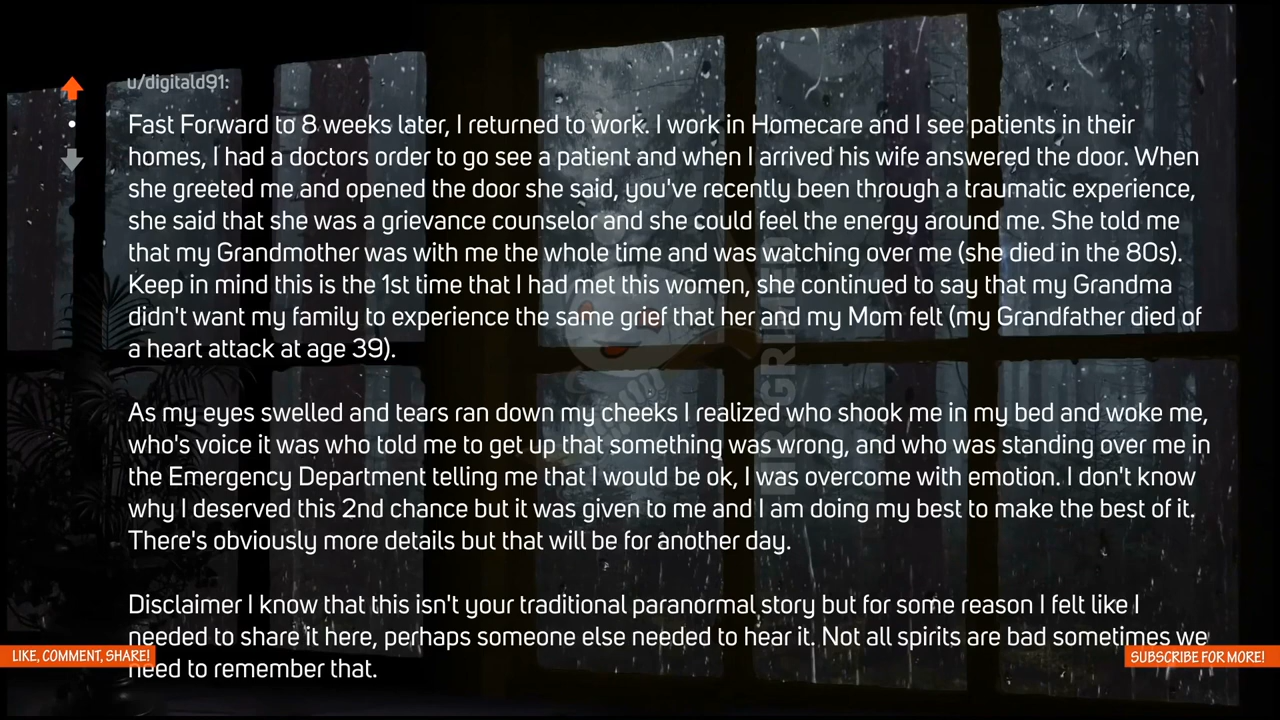 u/digitald91:
Fast Forward to 8 weeks later, I returned to work. I work in Homecare and I see patients in their
homes, I had a doctors order to go see a patient and when I arrived his wife answered the door. When
she greeted me and opened the door she said, you've recently been through a traumatic experience,
she said that she was a grievance counselor and she could feel the energy around me. She told me
that my Grandmother was with me the whole time and was watching over me (she died in the 80s).
Keep in mind this is the 1st time that I had met this women, she continued to say that my Grandma
didn't want my family to experience the same grief that her and my Mom felt (my Grandfather died of
a heart attack at age 39).
As my eyes swelled and tears ran down my cheeks I realized who shook me in my bed and woke me,
who's voice it was who told me to get up that something was wrong, and who was standing over me in
the Emergency Department telling me that I would be ok, I was overcome with emotion. I don't know
why I deserved this 2nd chance but it was given to me and I am doing my best to make the best of it.
There's obviously more details but that will be for another day.
Disclaimer I know that this isn't your traditional paranormal story but for some reason I felt like I
needed to share it here, perhaps someone else needed to hear it. Not all spirits are bad sometimes we
need to remember that.
LIKE, COMMENT, SHARE!
SUBSCRIBE FOR MORE!